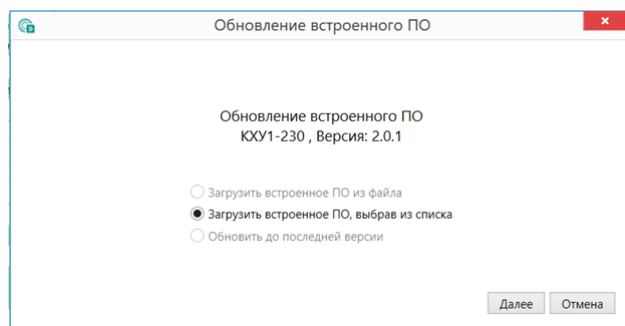 Обновление встроенного ПО
Обновление встроенного ПО
КХУ1-230 , Версия: 2.0.1
Загрузить встроенное ПО из файла
Загрузить встроенное ПО, выбрав из списка
Обновить до последней версии
Далее Отмена